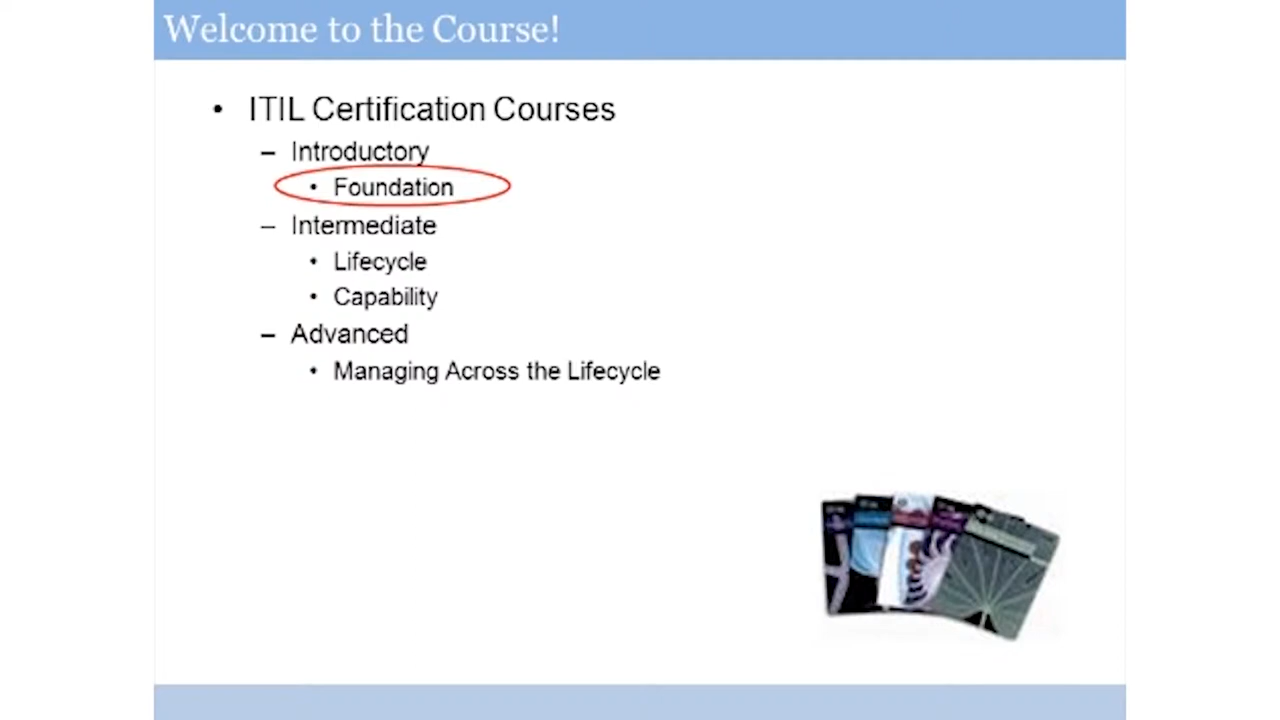 Welcome to the Course!
• ITIL Certification Courses
– Introductory
• Foundation
– Intermediate
• Lifecycle
• Capability
– Advanced
• Managing Across the Lifecycle